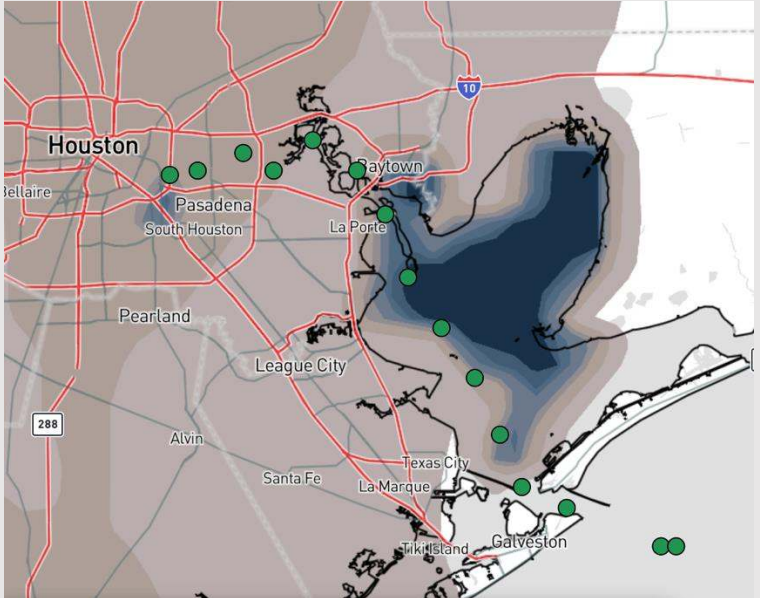 10
Houston
Baytown
Bellaire
Pasadena
South Houston
La Porte
Pearland
League City
288
Alvin
Texas City
Santa Fe
La Marque
Tiki Island
Galveston